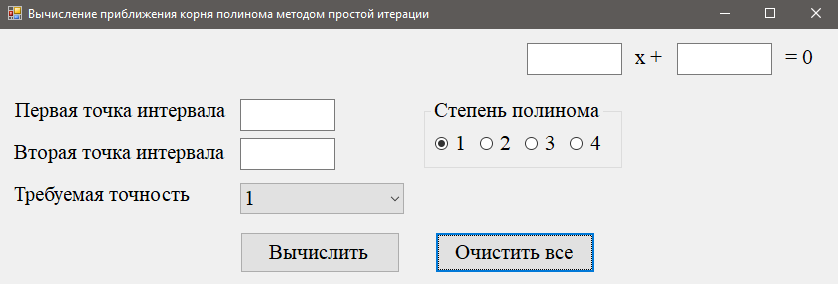 Вычисление приближения корня полинома методом простой итерации
x + = 0
Первая точка интервала
Степень полинома
1 2 3 4
Вторая точка интервала
Требуемая точность 1
Вычислить Очистить все